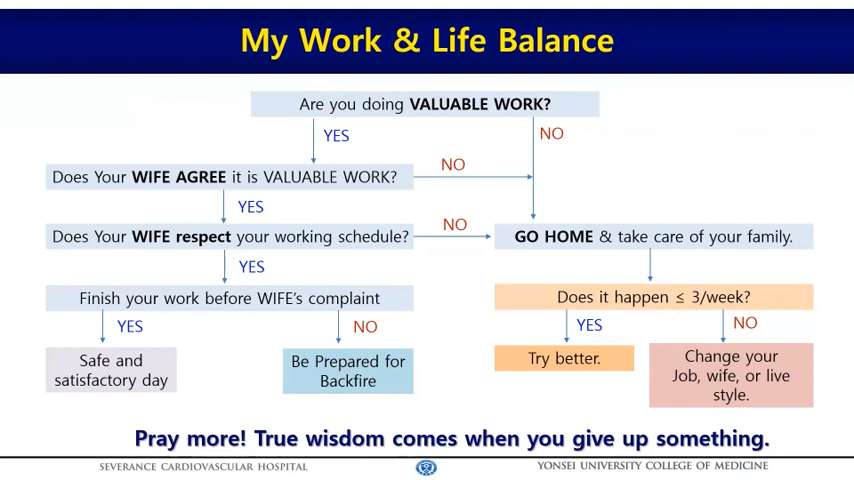 My Work & Life Balance
Are you doing VALUABLE WORK?
YES
NO
Does Your WIFE AGREE it is VALUABLE WORK?
NO
YES
Does Your WIFE respect your working schedule?
NO
GO HOME & take care of your family.
YES
Finish your work before WIFE's complaint
Does it happen ≤ 3/week?
YES
NO
YES
NO
Safe and
satisfactory day
Be Prepared for
Backfire
Try better.
Change your
Job, wife, or live
style.
Pray more! True wisdom comes when you give up something.
SEVERANCE CARDIOVASCULAR HOSPITAL
YONSEI UNIVERSITY COLLEGE OF MEDICINE